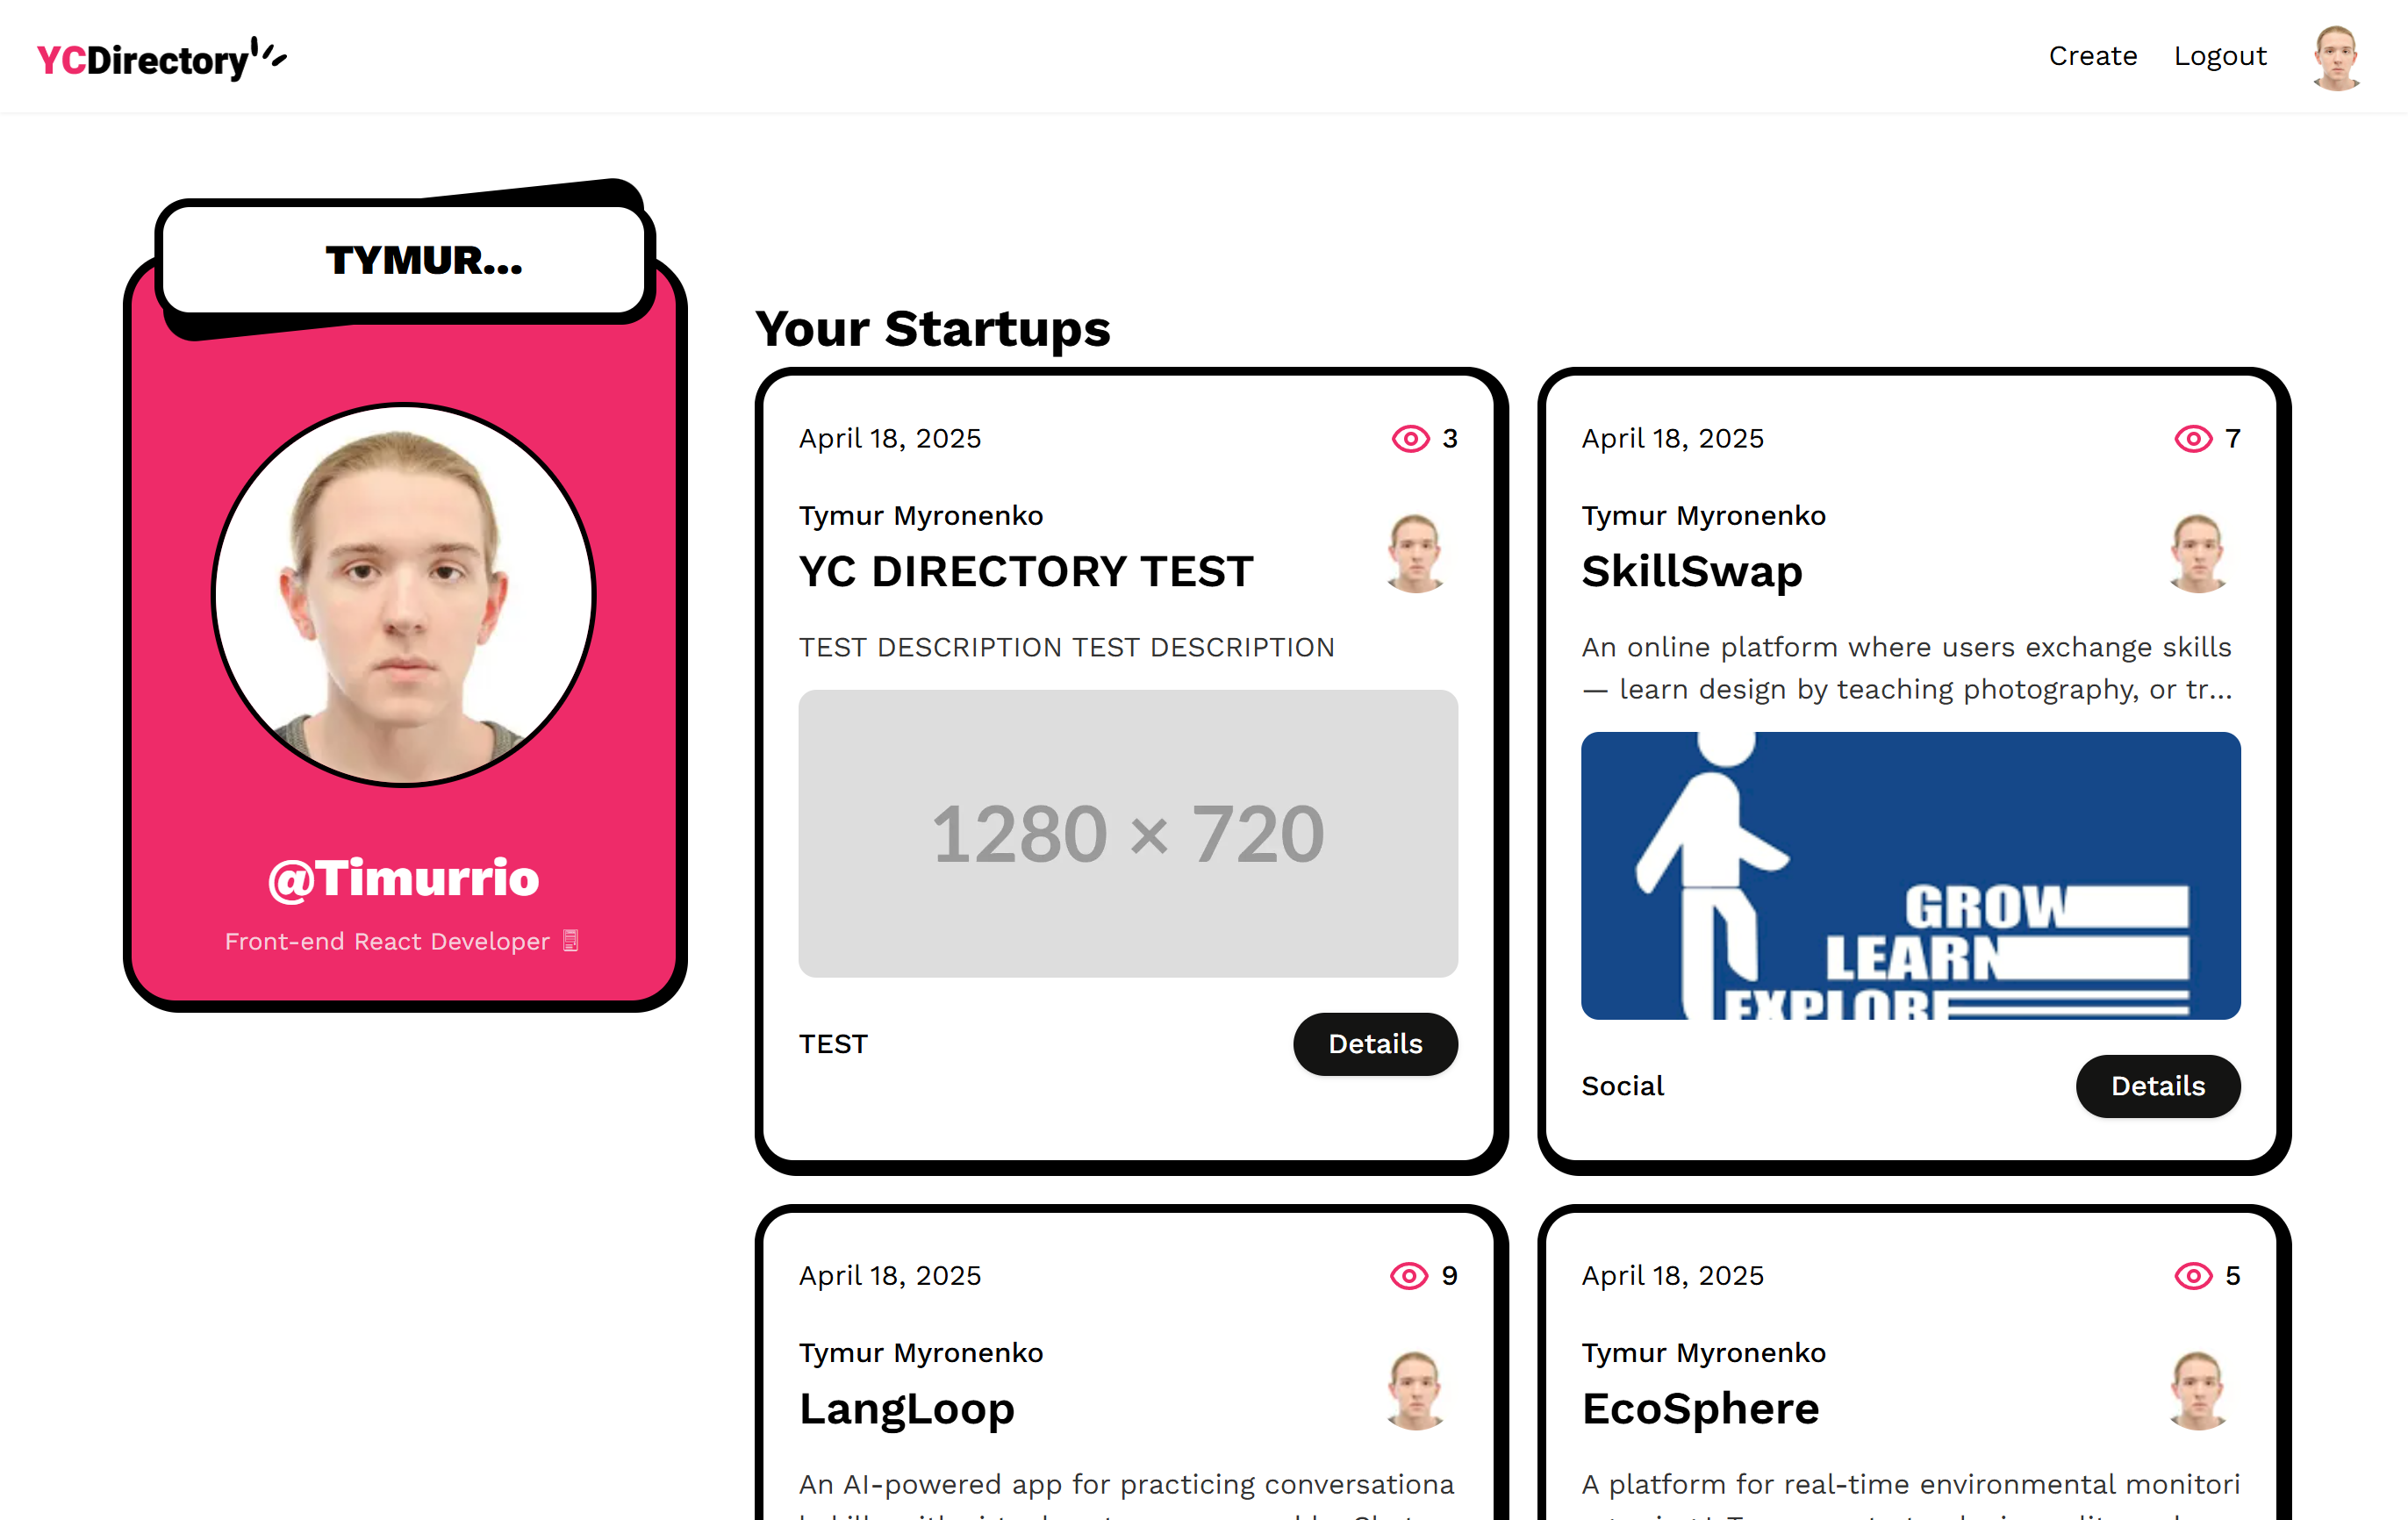 YCDirectory
Create
Logout
TYMUR...
@Timurrio
Front-end React Developer
Your Startups
April 18, 2025
3
Tymur Myronenko
YC DIRECTORY TEST
TEST DESCRIPTION TEST DESCRIPTION
1280 × 720
TEST
Details
April 18, 2025
7
Tymur Myronenko
SkillSwap
An online platform where users exchange skills
— learn design by teaching photography, or tr...
GROW
LEARN
EXPLORE
Social
Details
April 18, 2025
9
Tymur Myronenko
LangLoop
An AI-powered app for practicing conversationa
April 18, 2025
5
Tymur Myronenko
EcoSphere
A platform for real-time environmental monitori